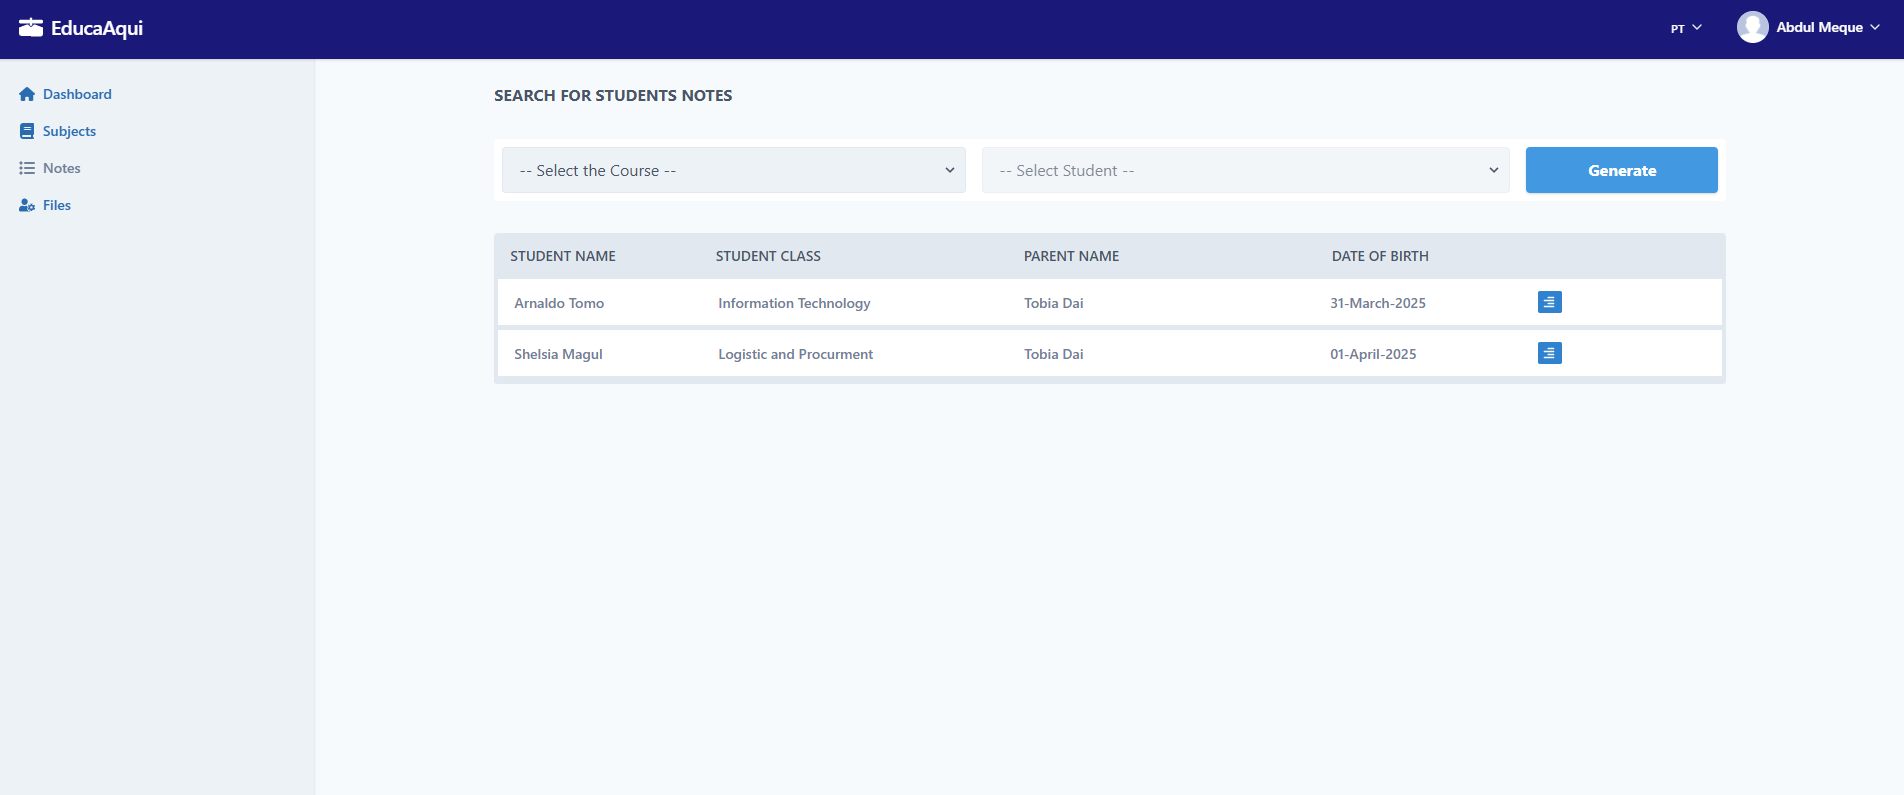 EducaAqui
PT
Abdul Meque
Dashboard
Subjects
Notes
Files
SEARCH FOR STUDENTS NOTES
-- Select the Course --
-- Select Student --
Generate
STUDENT NAME STUDENT CLASS PARENT NAME DATE OF BIRTH
Arnaldo Tomo Information Technology Tobia Dai 31-March-2025
Shelsia Magul Logistic and Procurment Tobia Dai 01-April-2025